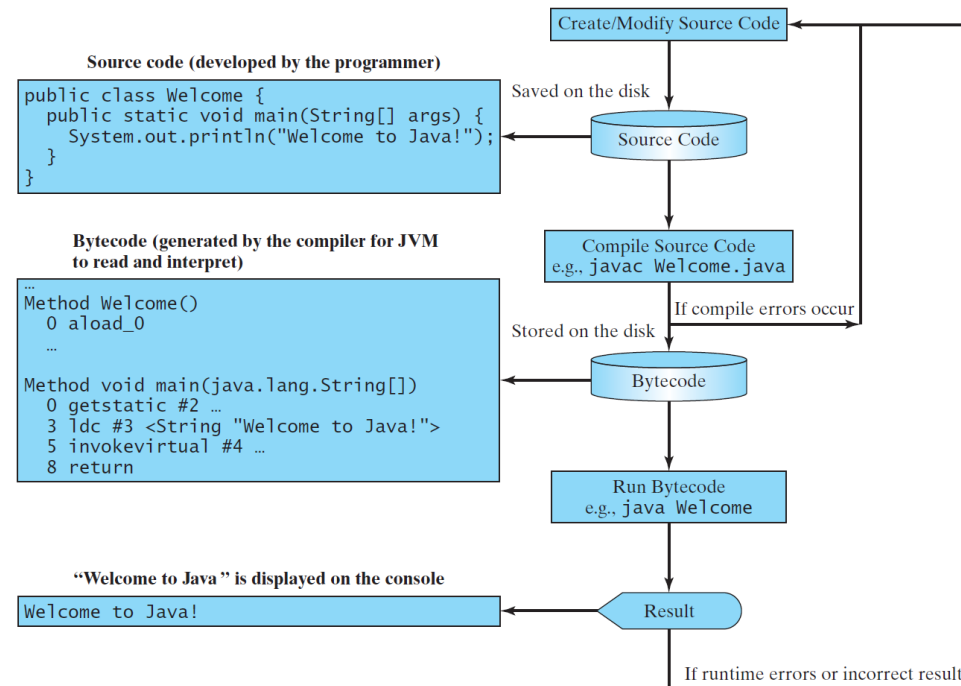 Create/Modify Source Code
Source code (developed by the programmer)
public class Welcome {
public static void main(String[] args) {
System.out.println("Welcome to Java!");
}
}
Saved on the disk
Source Code
Compile Source Code
e.g., javac Welcome.java
If compile errors occur
Stored on the disk
Bytecode (generated by the compiler for JVM
to read and interpret)
…
Method Welcome()
0 aload_0
…
Method void main(java.lang.String[])
0 getstatic #2 …
3 ldc #3 <String "Welcome to Java!">
5 invokevirtual #4 …
8 return
Bytecode
Run Bytecode
e.g., java Welcome
“Welcome to Java” is displayed on the console
Welcome to Java!
Result
If runtime errors or incorrect result